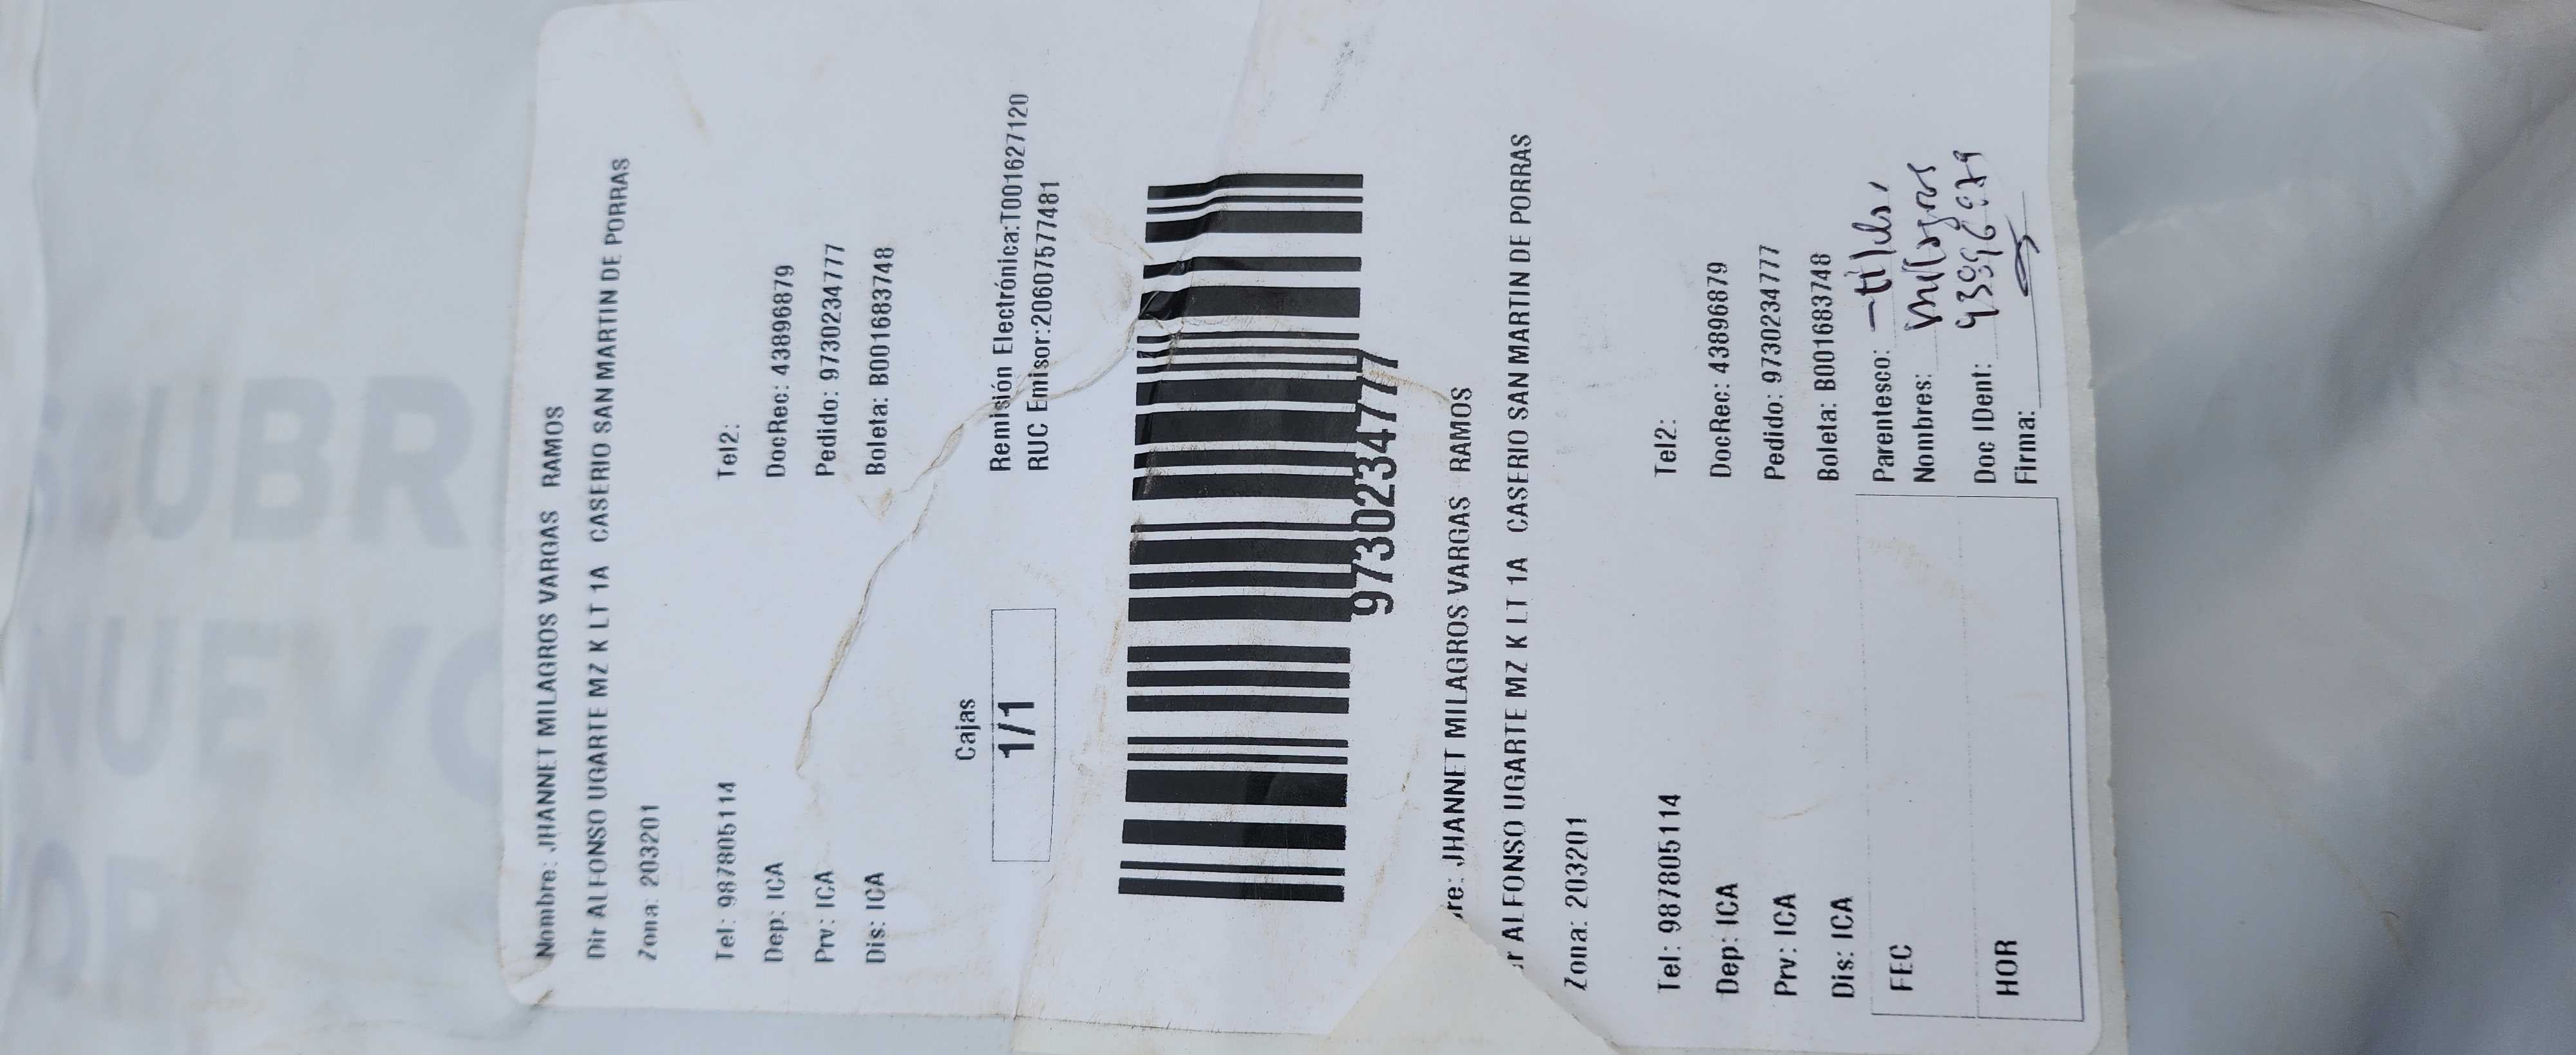 Nombre: JHANNET MILAGROS VARGAS RAMOS
Dir ALFONSO UGARTE MZ K LT 1A CASERIO SAN MARTIN DE PORRAS
Zona: 203201
Tel: 987805114 Tel2:
Dep: ICA DocRec: 43896879
Prv: ICA Pedido: 9730234777
Dis: ICA Boleta: B001683748
Cajas
1/1
Remisión Electrónica:T001627120
RUC Emisor:20607577481
9730234777
re: JHANNET MILAGROS VARGAS RAMOS
r ALFONSO UGARTE MZ K LT 1A CASERIO SAN MARTIN DE PORRAS
Zona: 203201
Tel: 987805114 Tel2:
Dep: ICA DocRec: 43896879
Prv: ICA Pedido: 9730234777
Dis: ICA Boleta: B001683748
FEC
HOR
Parentesco:
Nombres: Milagros
Doc IDent:
Firma:
UBR
NUEVO
OR